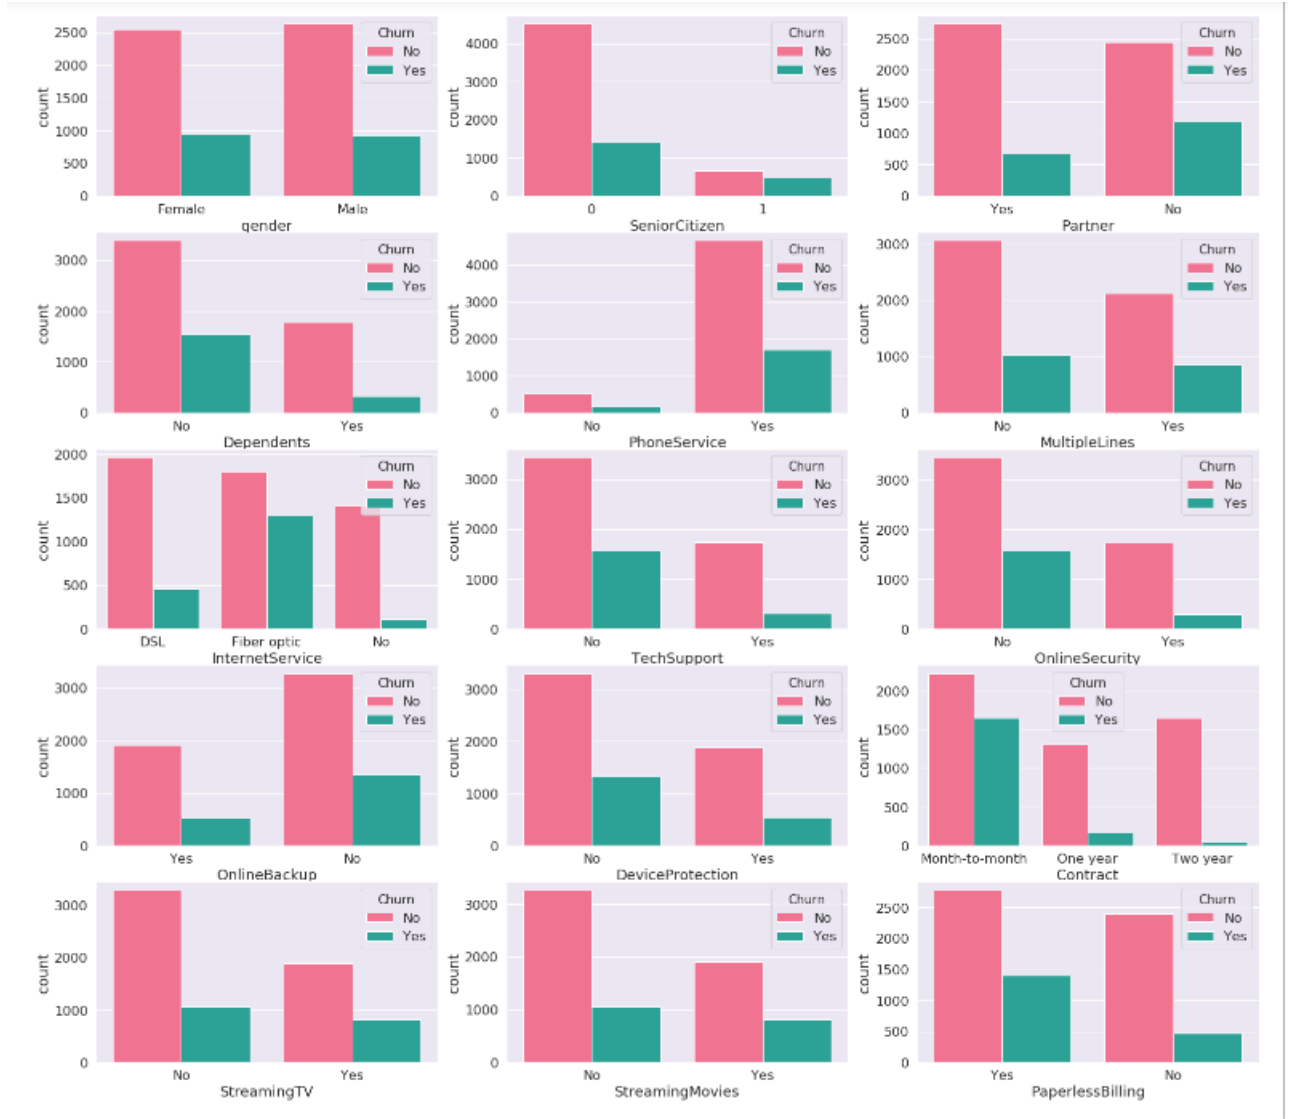 2500
2000
1500
1000
500
0
count
Churn
No
Yes
Female
Male
gender
4000
3000
2000
1000
0
count
Churn
No
Yes
0
1
SeniorCitizen
2500
2000
1500
1000
500
0
count
Churn
No
Yes
Yes
No
Partner
3000
2000
1000
0
count
Churn
No
Yes
No
Yes
Dependents
4000
3000
2000
1000
0
count
Churn
No
Yes
No
Yes
PhoneService
3000
2000
1000
0
count
Churn
No
Yes
No
Yes
MultipleLines
2000
1500
1000
500
0
count
Churn
No
Yes
DSL
Fiber optic
No
InternetService
3000
2000
1000
0
count
Churn
No
Yes
No
Yes
TechSupport
3000
2000
1000
0
count
Churn
No
Yes
No
Yes
OnlineSecurity
3000
2000
1000
0
count
Churn
No
Yes
Yes
No
OnlineBackup
3000
2000
1000
0
count
Churn
No
Yes
No
Yes
DeviceProtection
2000
1500
1000
500
0
count
Churn
No
Yes
Month-to-month
One year
Two year
Contract
3000
2000
1000
0
count
Churn
No
Yes
No
Yes
StreamingTV
3000
2000
1000
0
count
Churn
No
Yes
No
Yes
StreamingMovies
2500
2000
1500
1000
500
0
count
Churn
No
Yes
Yes
No
PaperlessBilling